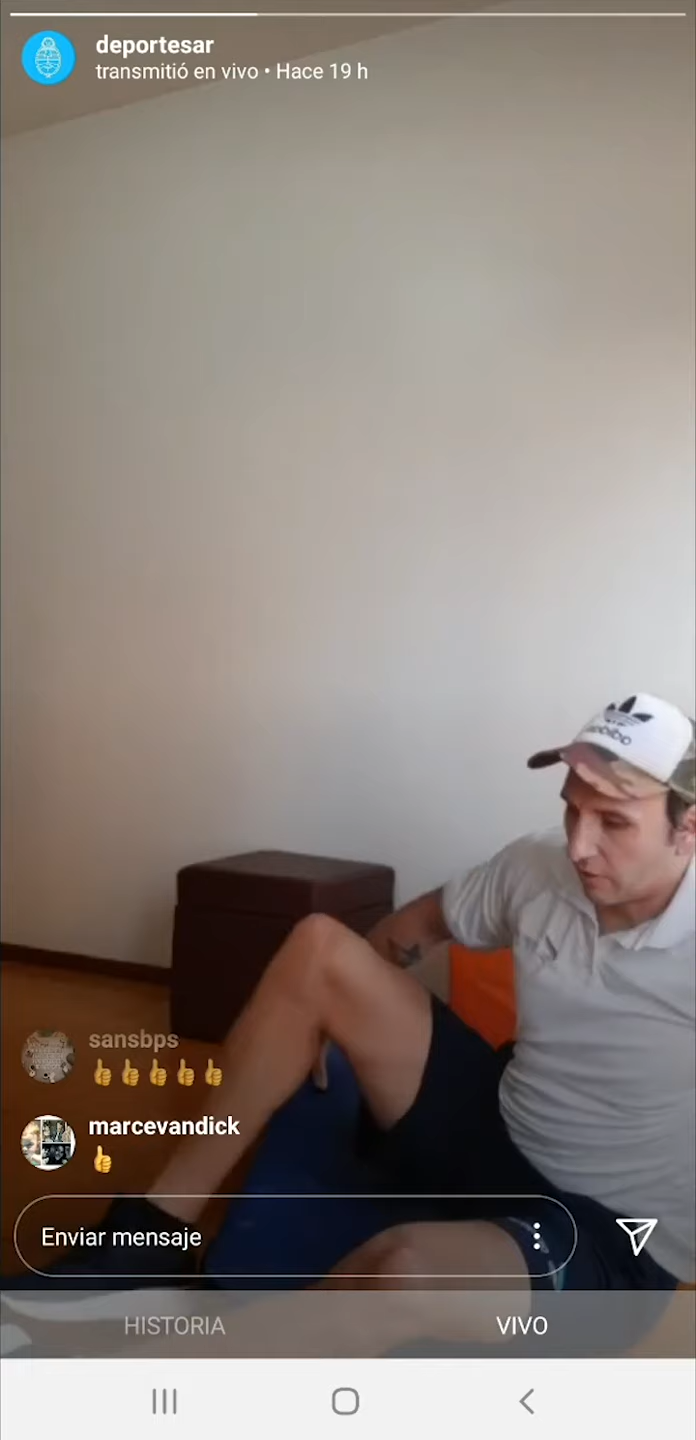 deportesar
transmitió en vivo • Hace 19 h
sansbps
👍👍👍👍👍
marcevandick
👍
Enviar mensaje
HISTORIA
VIVO